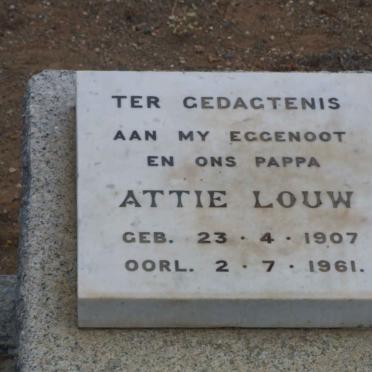 TER GEDAGTENIS
AAN MY EGGENOOT
EN ONS PAPPA
ATTIE LOUW
GEB. 23 · 4 · 1907
OORL. 2 · 7 · 1961.